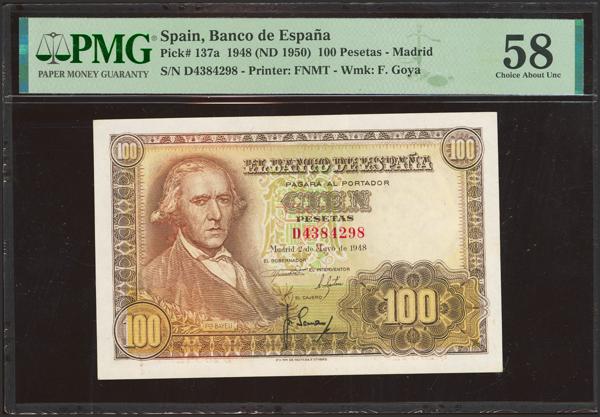 PMG
PAPER MONEY GUARANTY
Spain, Banco de España
Pick# 137a 1948 (ND 1950) 100 Pesetas - Madrid
S/N D4384298 - Printer: FNMT - Wmk: F. Goya
58
Choice About Unc
100
100
EL BANCO DE ESPAÑA
PAGARÁ AL PORTADOR
CIEN
PESETAS
D4384298
Madrid 2 de Mayo de 1948
EL GOBERNADOR
EL INTERVENTOR
EL CAJERO
100
100